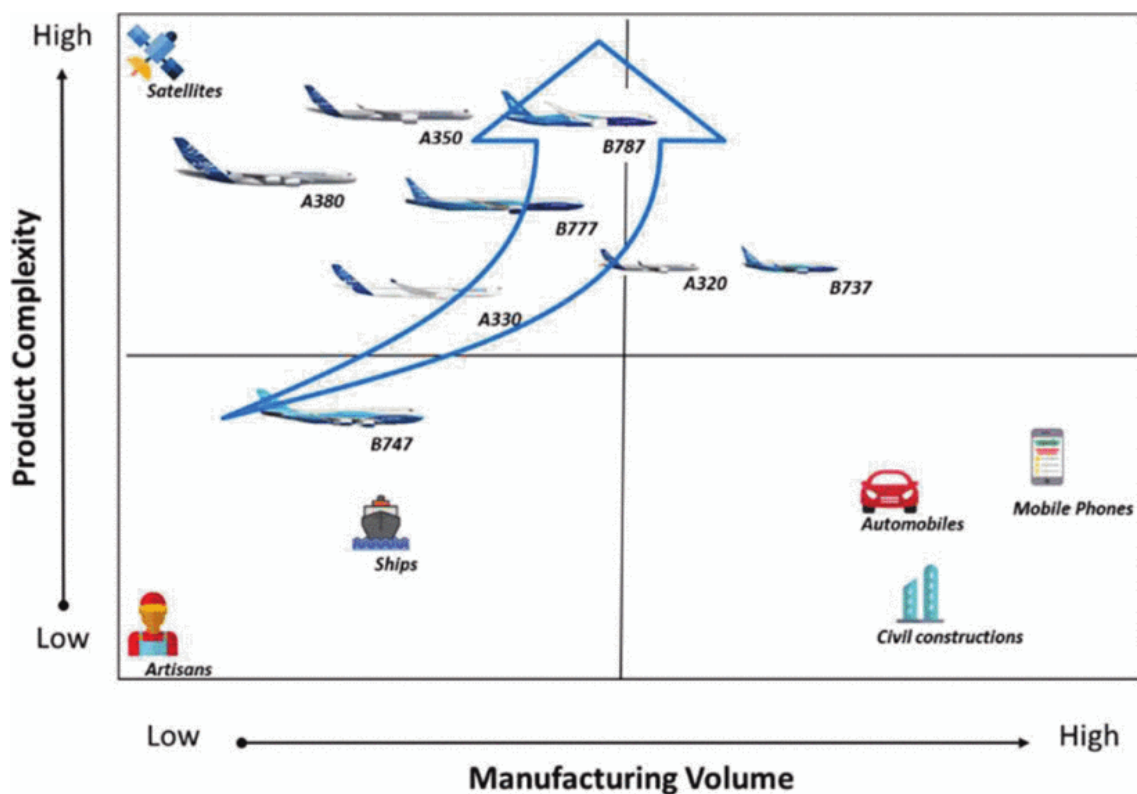 High
Satellites
A350
B787
A380
B777
A320
B737
A330
Product Complexity
B747
Mobile Phones
Automobiles
Ships
Civil constructions
Low
Artisans
Low
High
Manufacturing Volume